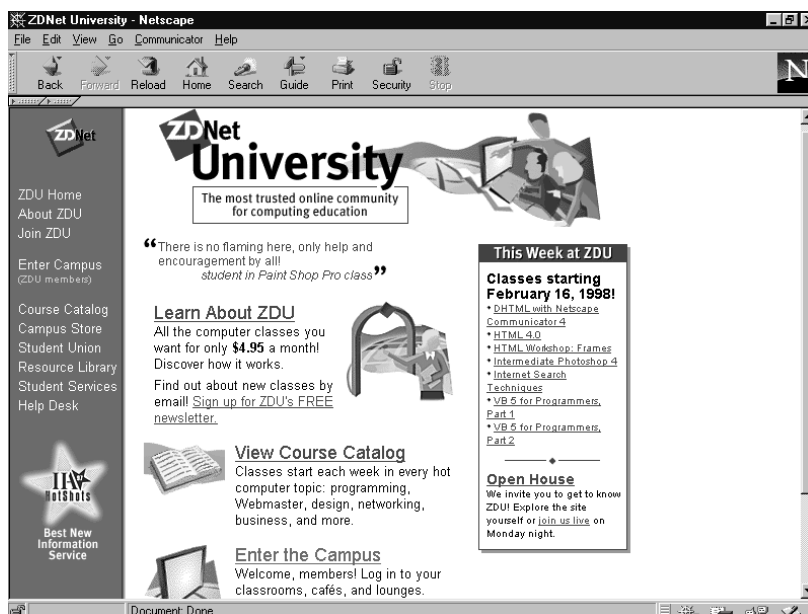 ZDNet University - Netscape
File Edit View Go Communicator Help
Back Forward Reload Home Search Guide Print Security Stop
N
ZDNet
ZDU Home
About ZDU
Join ZDU
Enter Campus
(ZDU members)
Course Catalog
Campus Store
Student Union
Resource Library
Student Services
Help Desk
HotShots
Best New
Information
Service
ZDNet
University
The most trusted online community
for computing education
“There is no flaming here, only help and
encouragement by all!
student in Paint Shop Pro class”
Learn About ZDU
All the computer classes you
want for only $4.95 a month!
Discover how it works.
Find out about new classes by
email! Sign up for ZDU's FREE
newsletter.
View Course Catalog
Classes start each week in every hot
computer topic: programming,
Webmaster, design, networking,
business, and more.
Enter the Campus
Welcome, members! Log in to your
classrooms, cafés, and lounges.
This Week at ZDU
Classes starting
February 16, 1998!
* DHTML with Netscape
Communicator 4
* HTML 4.0
* HTML Workshop: Frames
* Intermediate Photoshop 4
* Internet Search
Techniques
* VB 5 for Programmers,
Part 1
* VB 5 for Programmers,
Part 2
Open House
We invite you to get to know
ZDU! Explore the site
yourself or join us live on
Monday night.
Document: Done